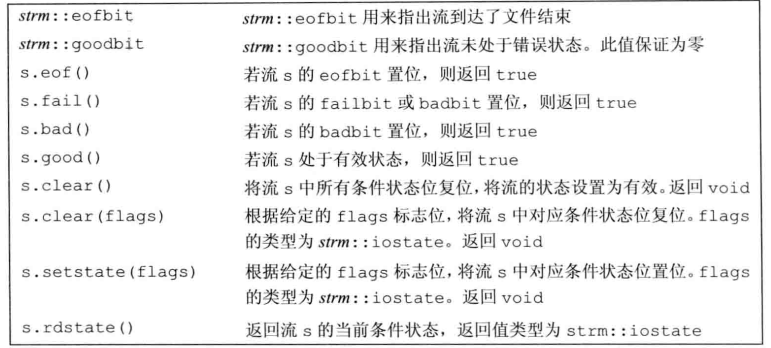 strm::eofbit strm::eofbit 用来指出流到达了文件结束
strm::goodbit strm::goodbit 用来指出流未处于错误状态。此值保证为零
s.eof() 若流 s 的 eofbit 置位，则返回 true
s.fail() 若流 s 的 failbit 或 badbit 置位，则返回 true
s.bad() 若流 s 的 badbit 置位，则返回 true
s.good() 若流 s 处于有效状态，则返回 true
s.clear() 将流 s 中所有条件状态位复位，将流的状态设置为有效。返回 void
s.clear(flags) 根据给定的 flags 标志位，将流 s 中对应条件状态位复位。flags
的类型为 strm::iostate。返回 void
s.setstate(flags) 根据给定的 flags 标志位，将流 s 中对应条件状态位置位。flags
的类型为 strm::iostate。返回 void
s.rdstate() 返回流 s 的当前条件状态，返回值类型为 strm::iostate